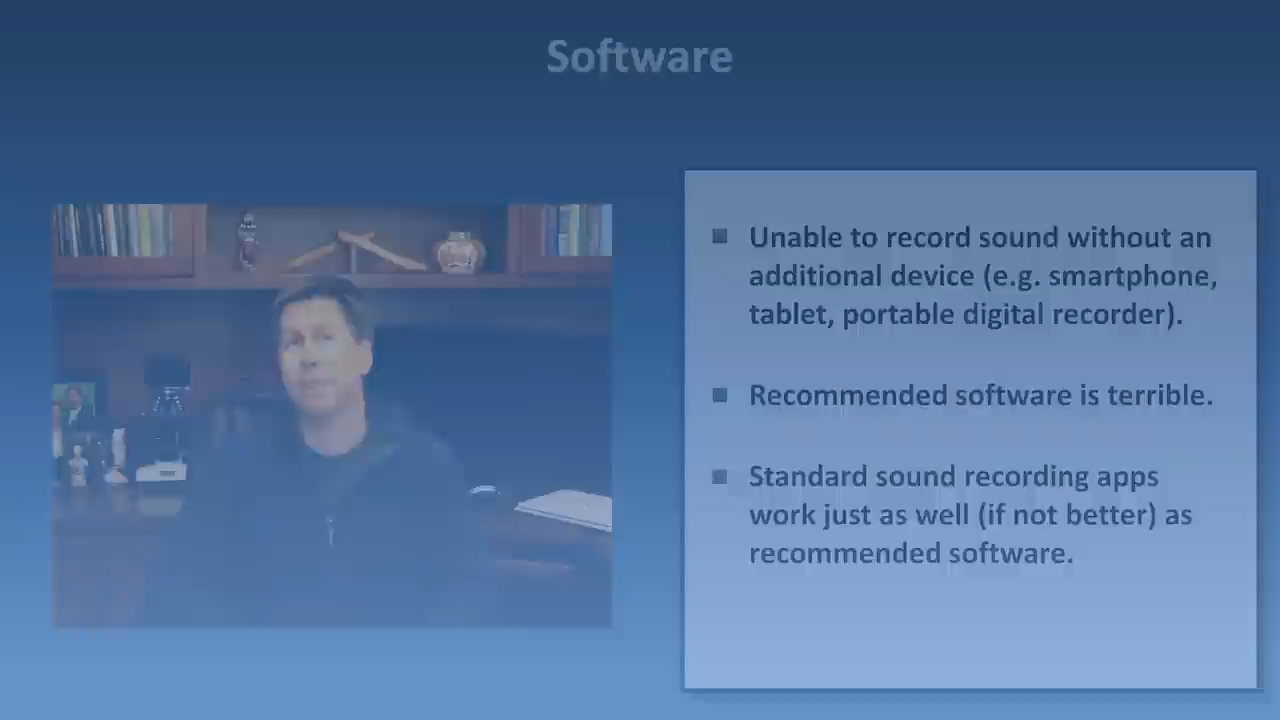 Software
Unable to record sound without an
additional device (e.g. smartphone,
tablet, portable digital recorder).
Recommended software is terrible.
Standard sound recording apps
work just as well (if not better) as
recommended software.